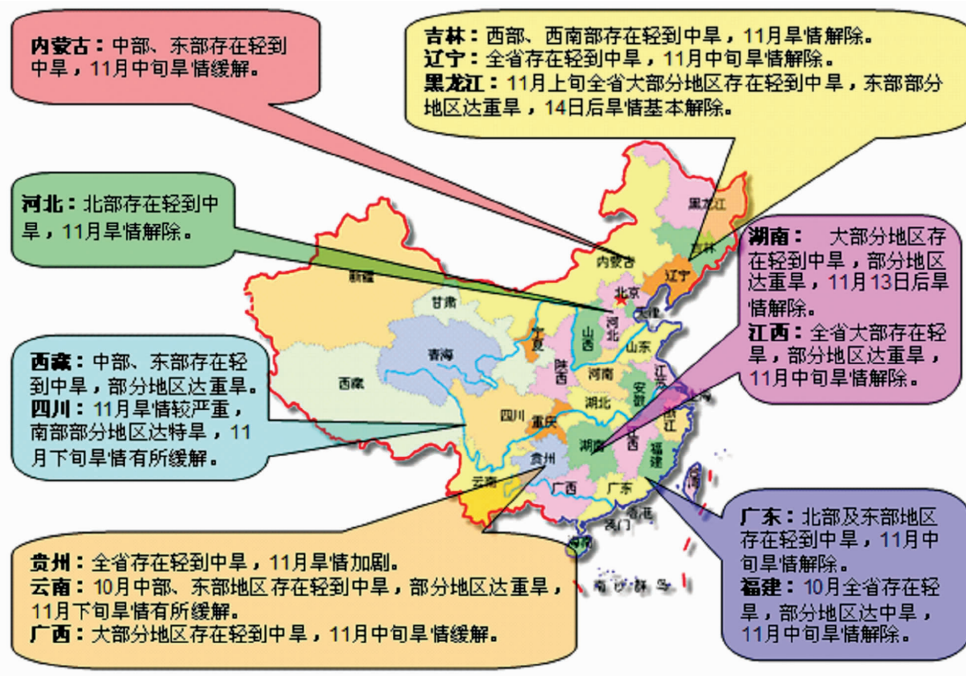 内蒙古：中部、东部存在轻到
中旱，11月中旬旱情缓解。
吉林：西部、西南部存在轻到中旱，11月旱情解除。
辽宁：全省存在轻到中旱，11月中旬旱情解除。
黑龙江：11月上旬全省大部分地区存在轻到中旱，东部部分
地区达重旱，14日后旱情基本解除。
河北：北部存在轻到中
旱，11月旱情解除。
湖南： 大部分地区存
在轻到中旱，部分地区
达重旱，11月13日后旱
情解除。
江西：全省大部存在轻
旱，部分地区达重旱，
11月中旬旱情解除。
西藏：中部、东部存在轻
到中旱，部分地区达重旱。
四川：11月旱情较严重，
南部部分地区达特旱，11
月下旬旱情有所缓解。
贵州：全省存在轻到中旱，11月旱情加剧。
云南：10月中部、东部地区存在轻到中旱，部分地区达重旱，
11月下旬旱情有所缓解。
广西：大部分地区存在轻到中旱，11月中旬旱情缓解。
广东：北部及东部地区
存在轻到中旱，11月中
旬旱情解除。
福建：10月全省存在轻
旱，部分地区达中旱，
11月中旬旱情解除。
黑龙江
吉林
内蒙古
辽宁
新疆
北京
天津
甘肃
河北
山西
宁夏
山东
青海
陕西
河南
江苏
西藏
安徽
湖北
四川
重庆
浙江
湖南
江西
贵州
福建
云南
广西
广东
台湾
香港
澳门
海南
南沙群岛